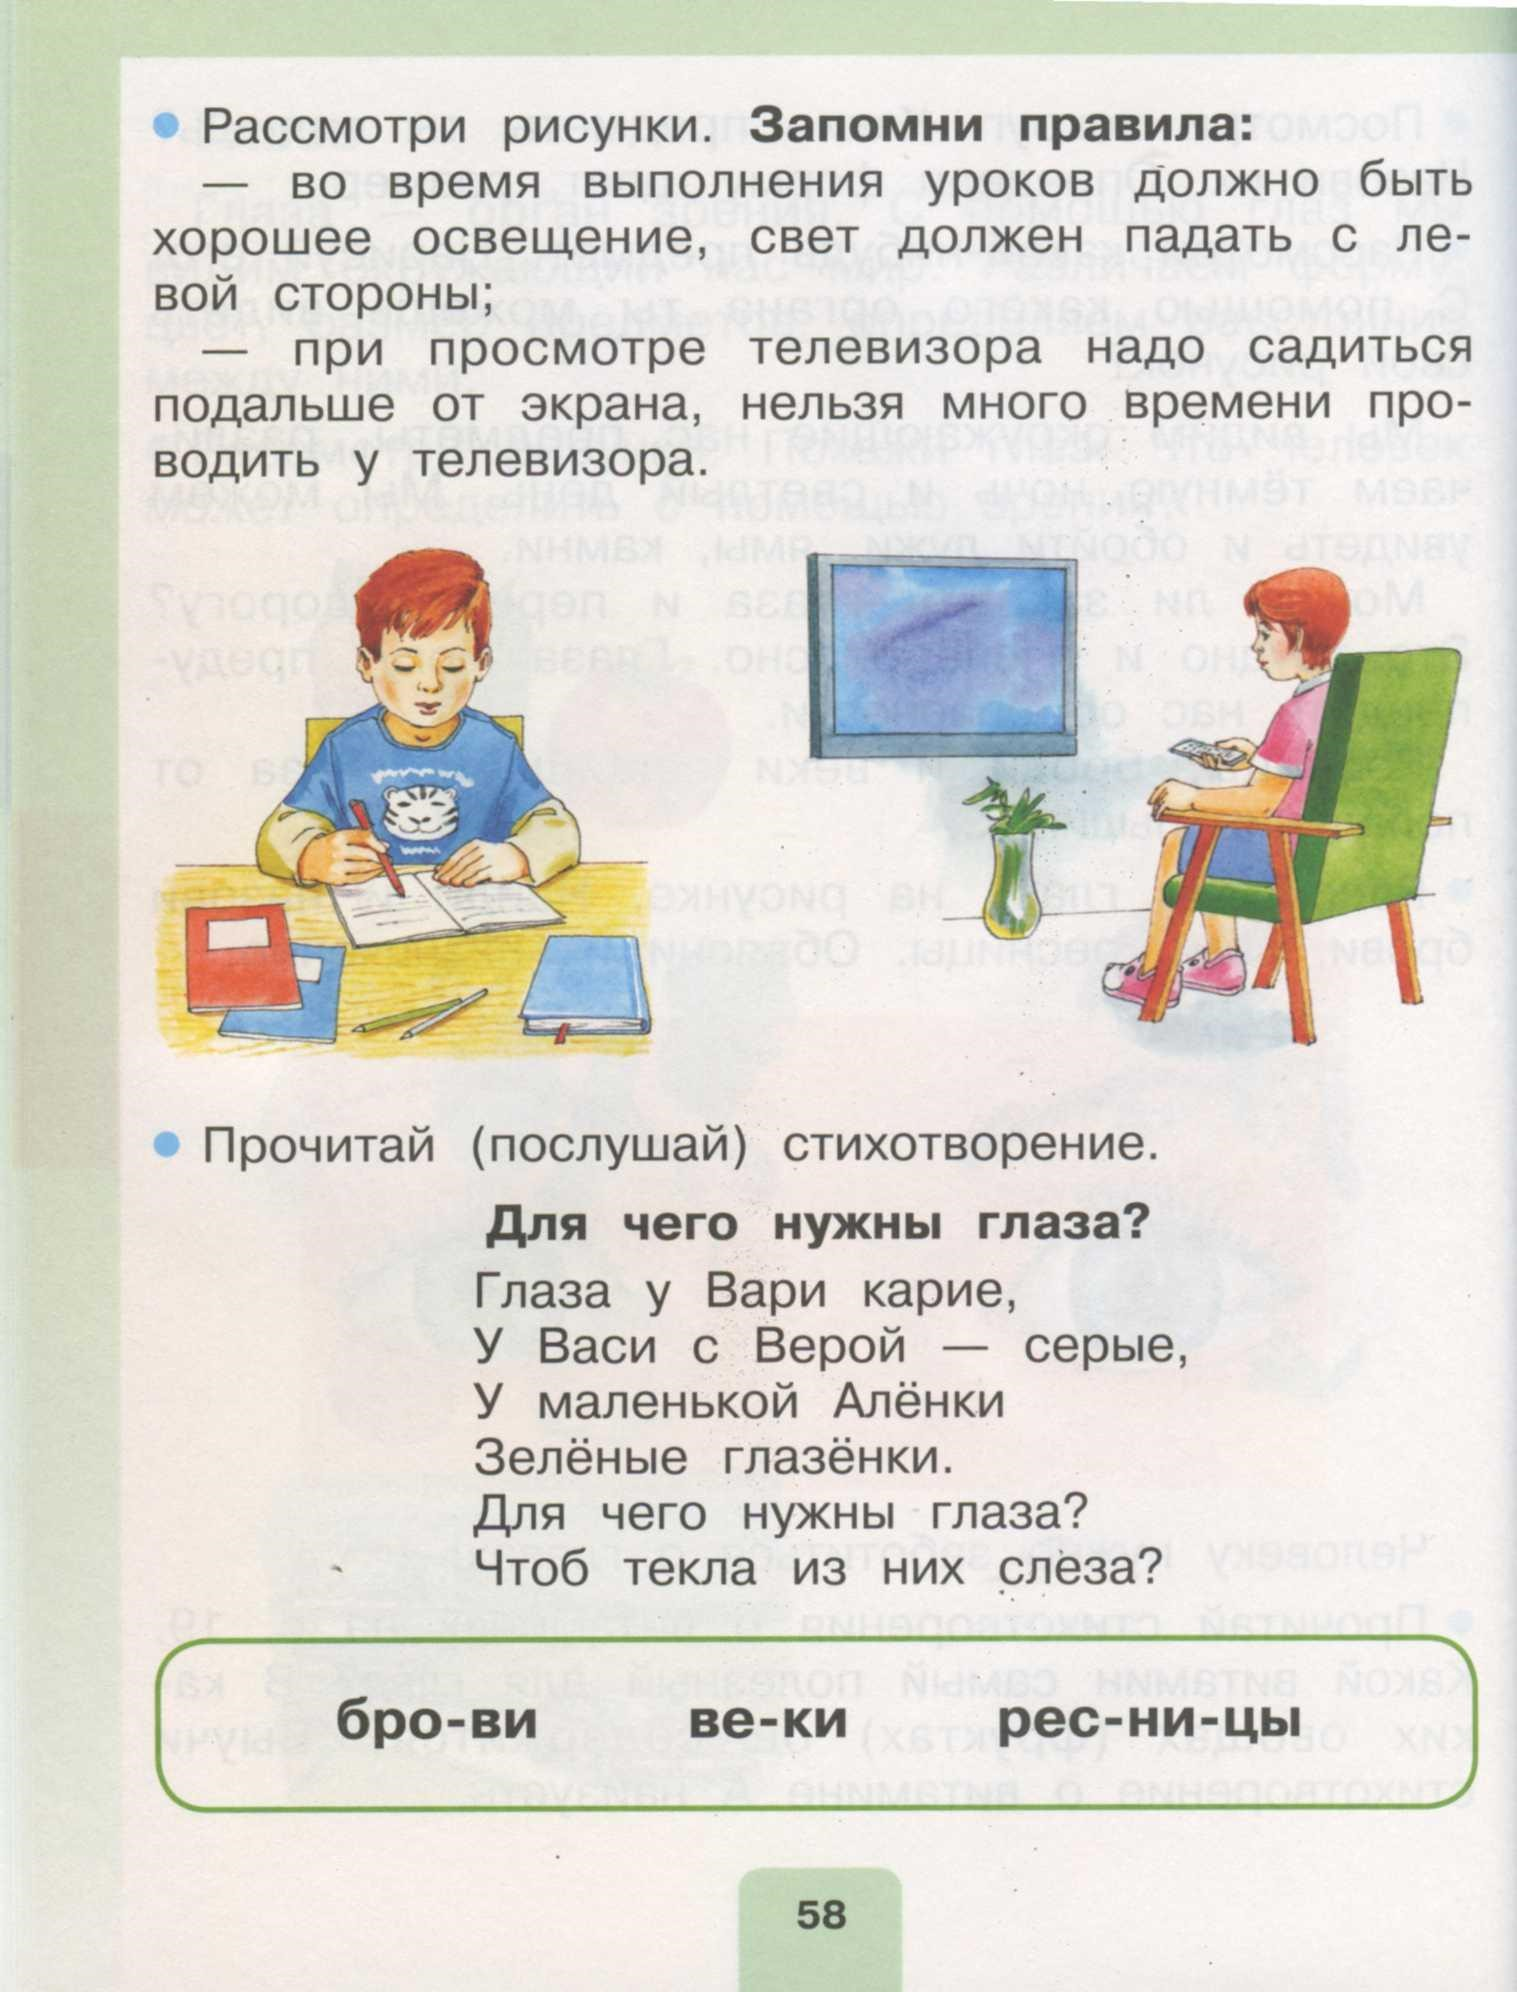 Рассмотри рисунки. Запомни правила:
— во время выполнения уроков должно быть
хорошее освещение, свет должен падать с ле-
вой стороны;
— при просмотре телевизора надо садиться
подальше от экрана, нельзя много времени про-
водить у телевизора.
Прочитай (послушай) стихотворение.
Для чего нужны глаза?
Глаза у Вари карие,
У Васи с Верой — серые,
У маленькой Алёнки
Зелёные глазёнки.
Для чего нужны глаза?
Чтоб текла из них слеза?
бро-ви ве-ки рес-ни-цы
58